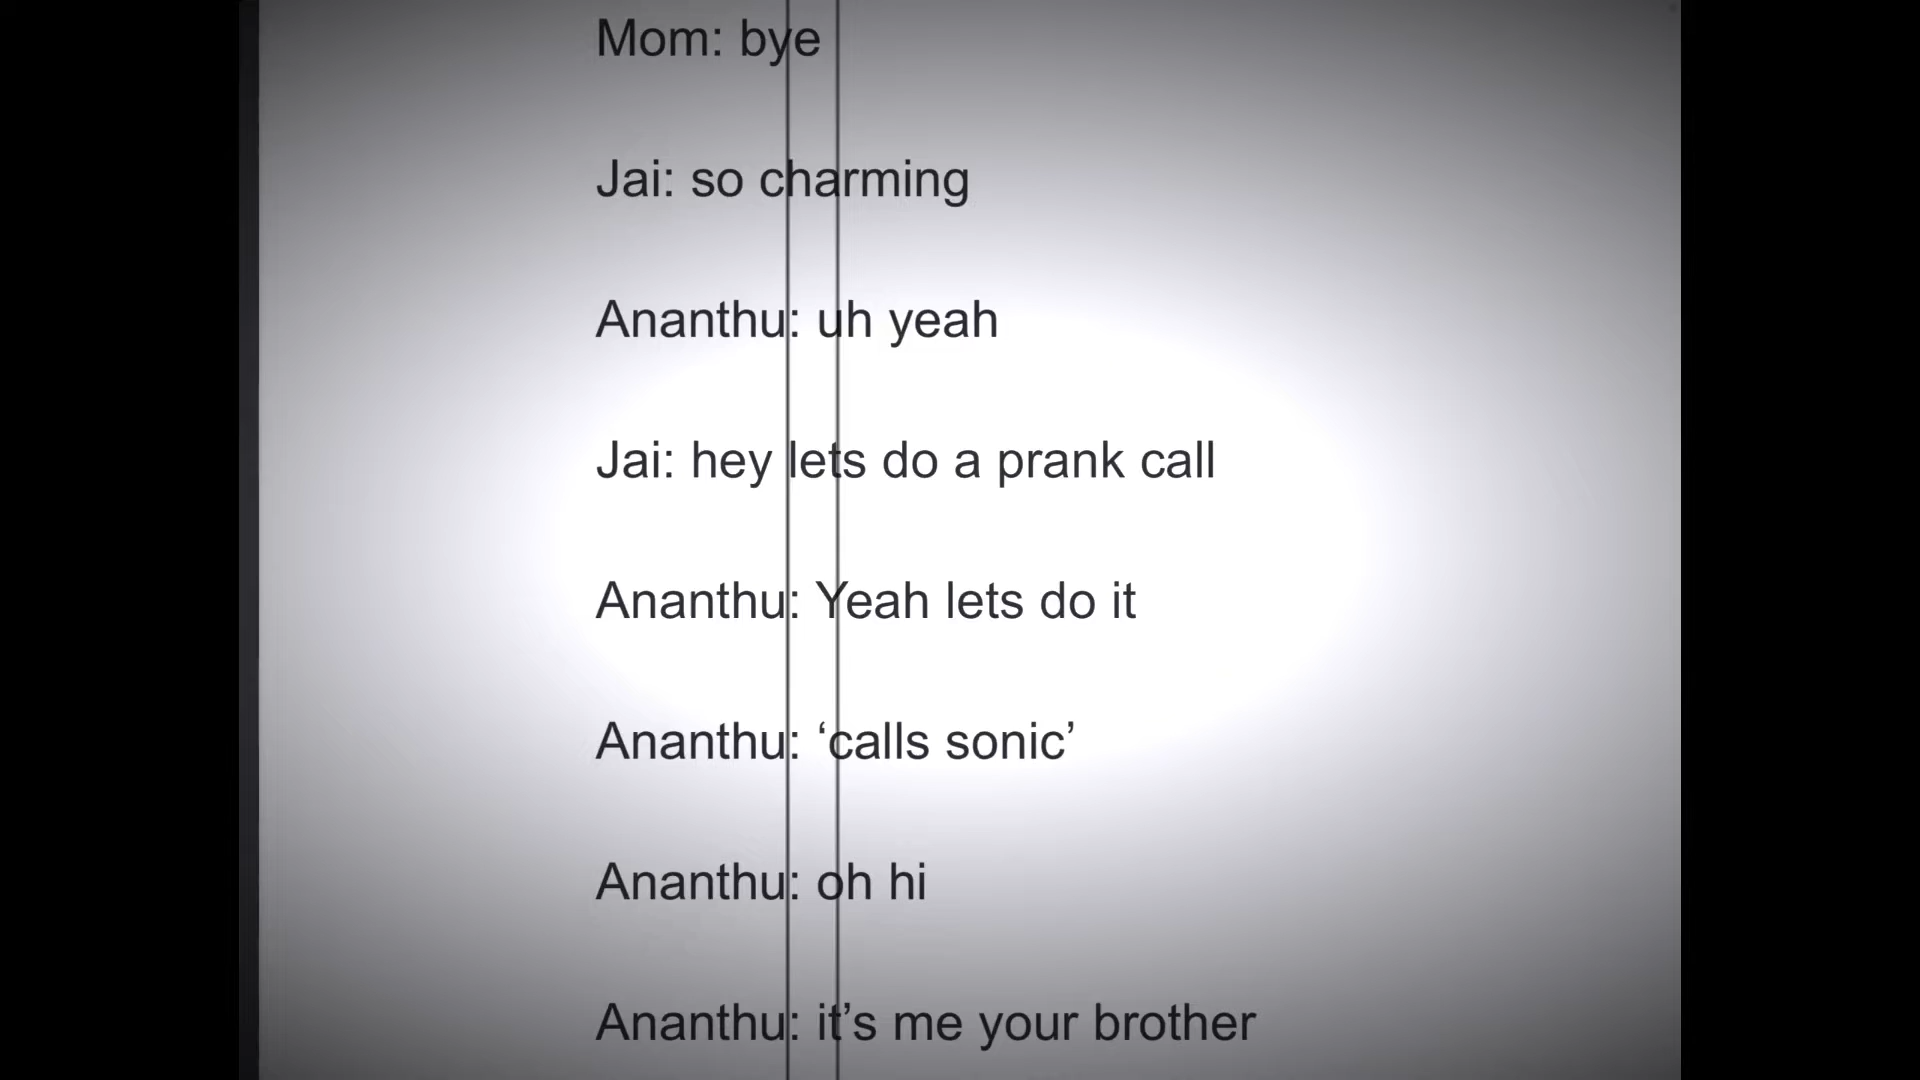 Mom: bye
Jai: so charming
Ananthu: uh yeah
Jai: hey lets do a prank call
Ananthu: Yeah lets do it
Ananthu: ‘calls sonic’
Ananthu: oh hi
Ananthu: it’s me your brother